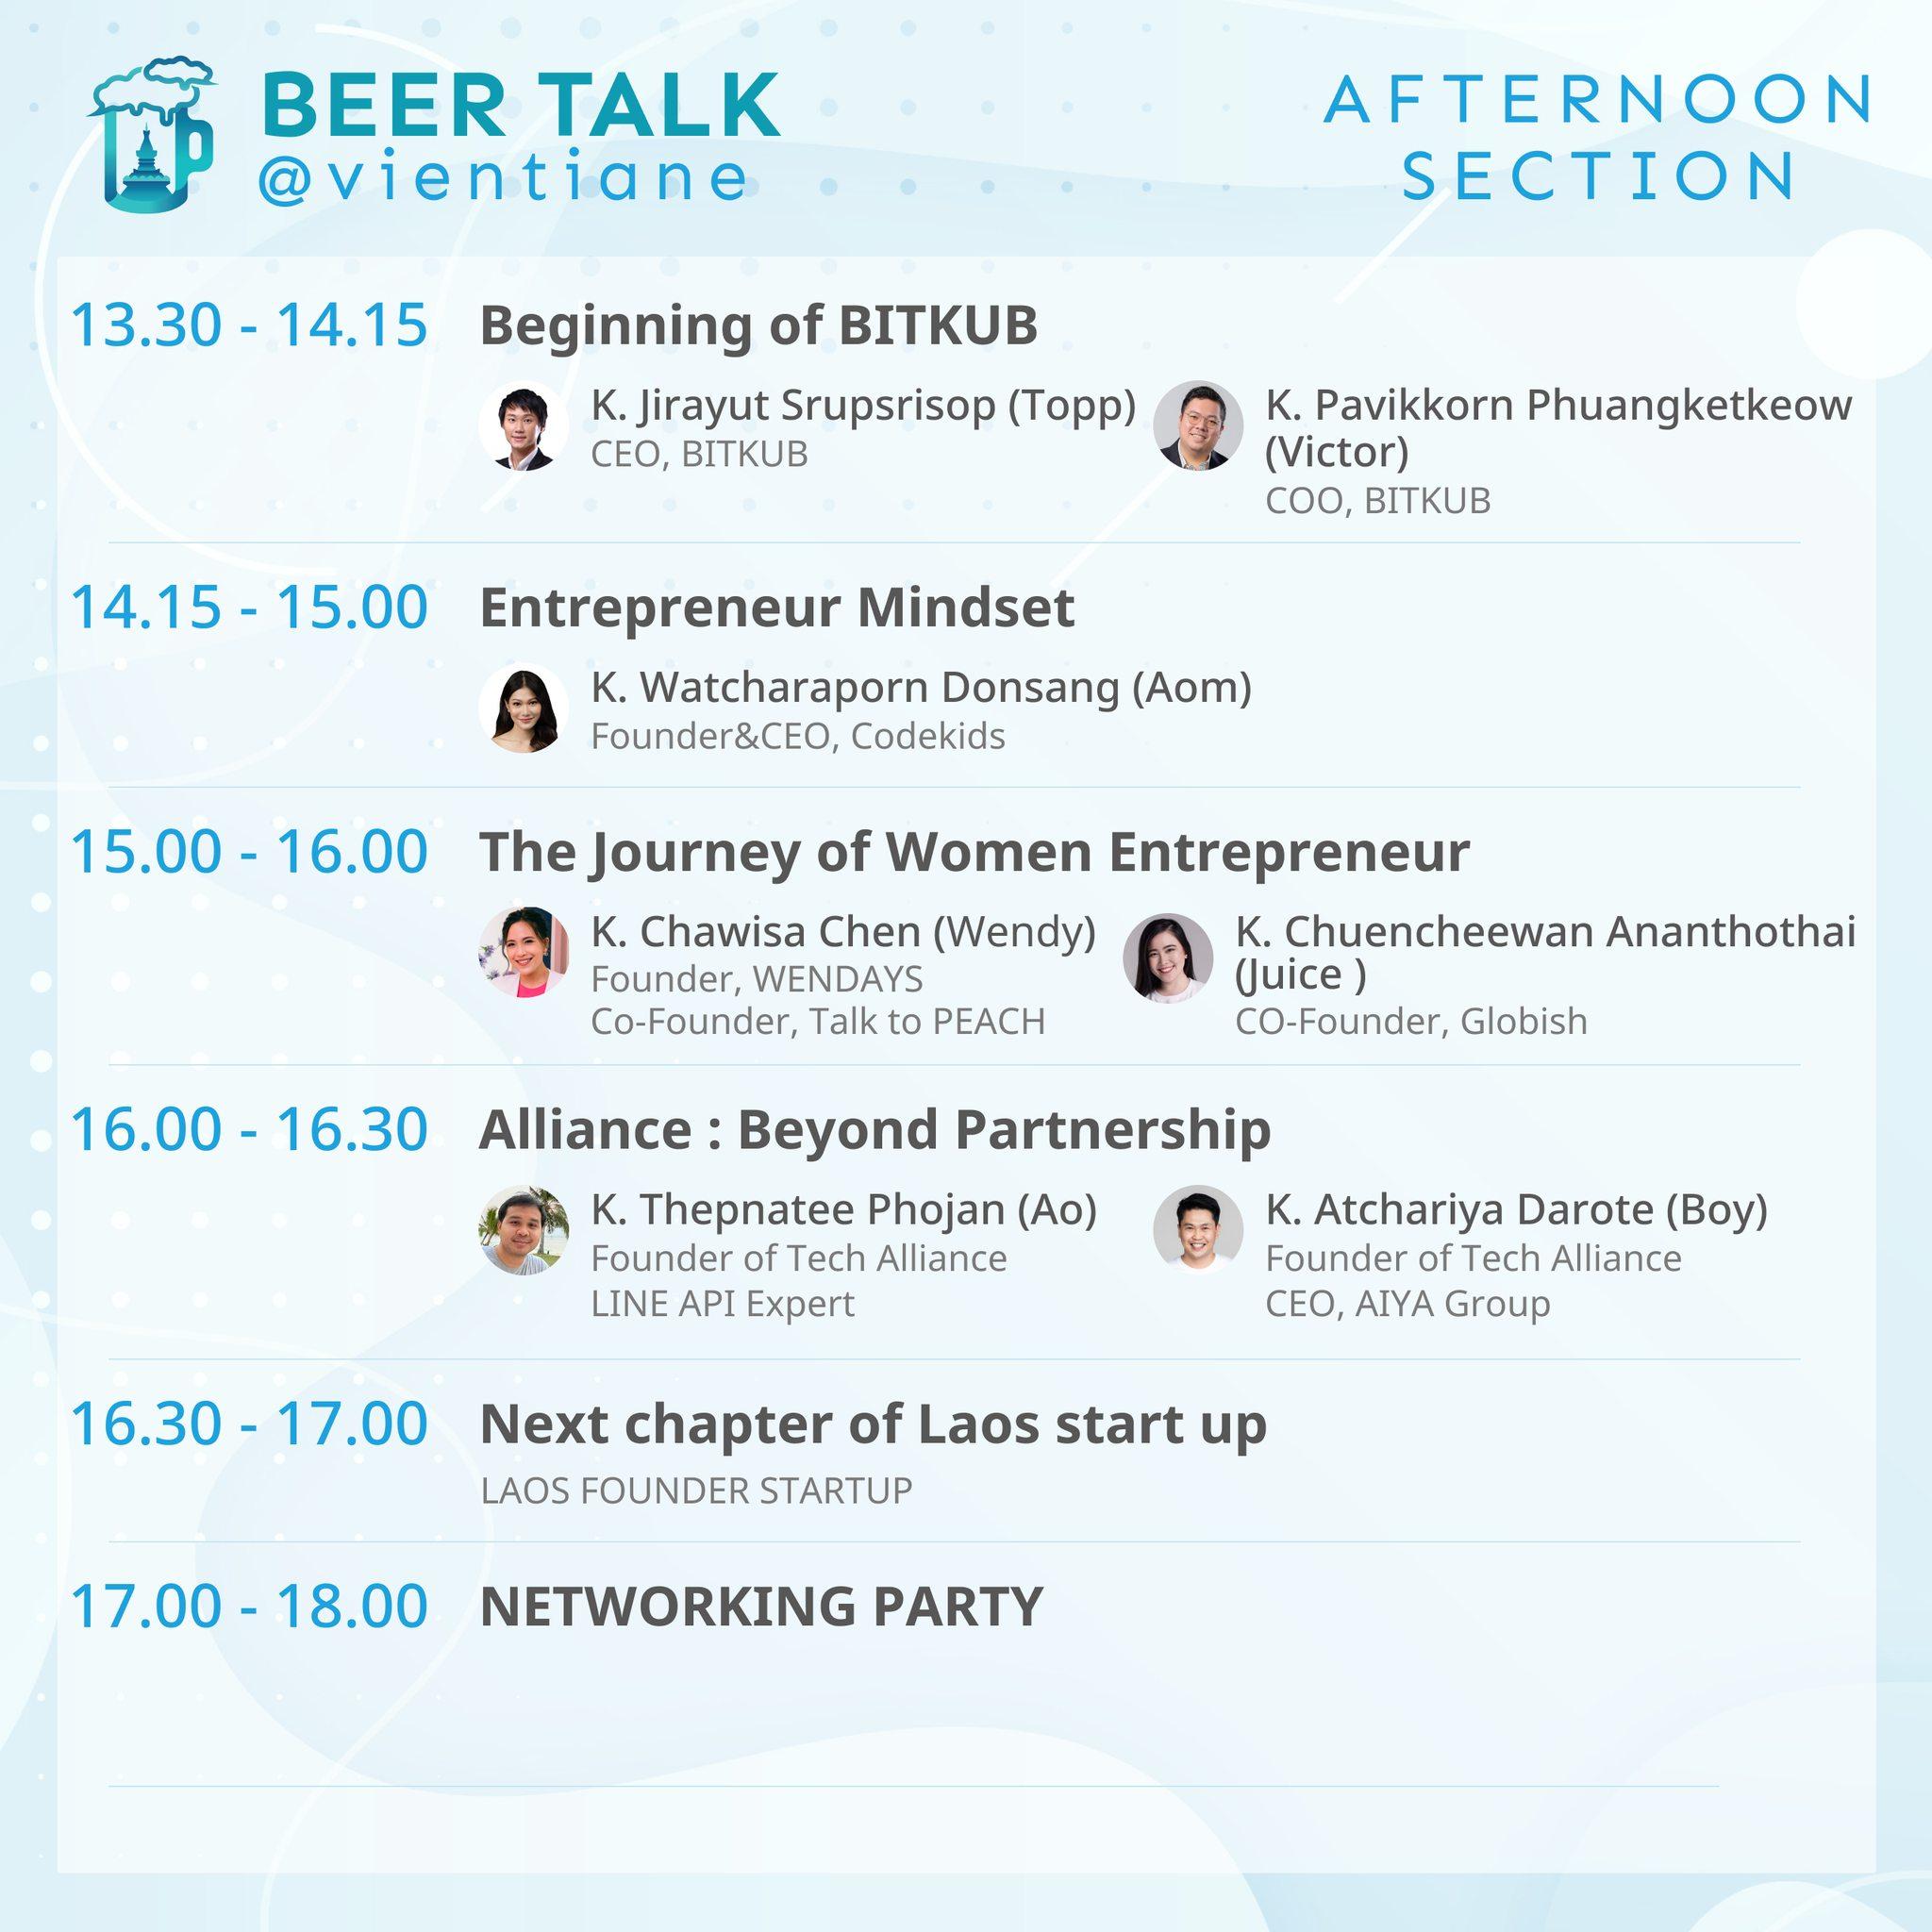 BEER TALK
@vientiane
AFTERNOON
SECTION
13.30 - 14.15
Beginning of BITKUB
K. Jirayut Srupsrisop (Topp)
CEO, BITKUB
K. Pavikkorn Phuangketkeow
(Victor)
COO, BITKUB
14.15 - 15.00
Entrepreneur Mindset
K. Watcharaporn Donsang (Aom)
Founder&CEO, Codekids
15.00 - 16.00
The Journey of Women Entrepreneur
K. Chawisa Chen (Wendy)
Founder, WENDAYS
Co-Founder, Talk to PEACH
K. Chuencheewan Ananthothai
(Juice )
CO-Founder, Globish
16.00 - 16.30
Alliance : Beyond Partnership
K. Thepnatee Phojan (Ao)
Founder of Tech Alliance
LINE API Expert
K. Atchariya Darote (Boy)
Founder of Tech Alliance
CEO, AIYA Group
16.30 - 17.00
Next chapter of Laos start up
LAOS FOUNDER STARTUP
17.00 - 18.00
NETWORKING PARTY